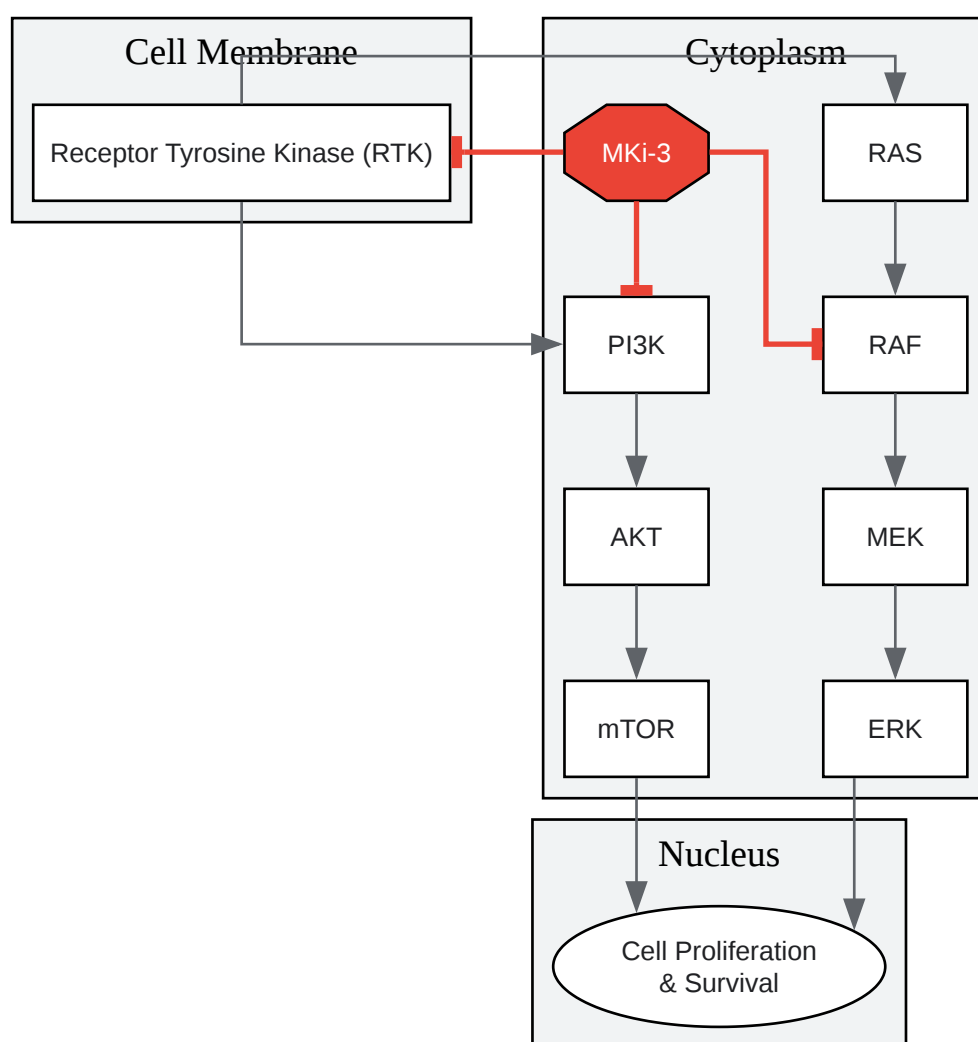 Cell Membrane
Cytoplasm
Receptor Tyrosine Kinase (RTK)
MKi-3
RAS
PI3K
RAF
AKT
MEK
mTOR
ERK
Nucleus
Cell Proliferation
& Survival